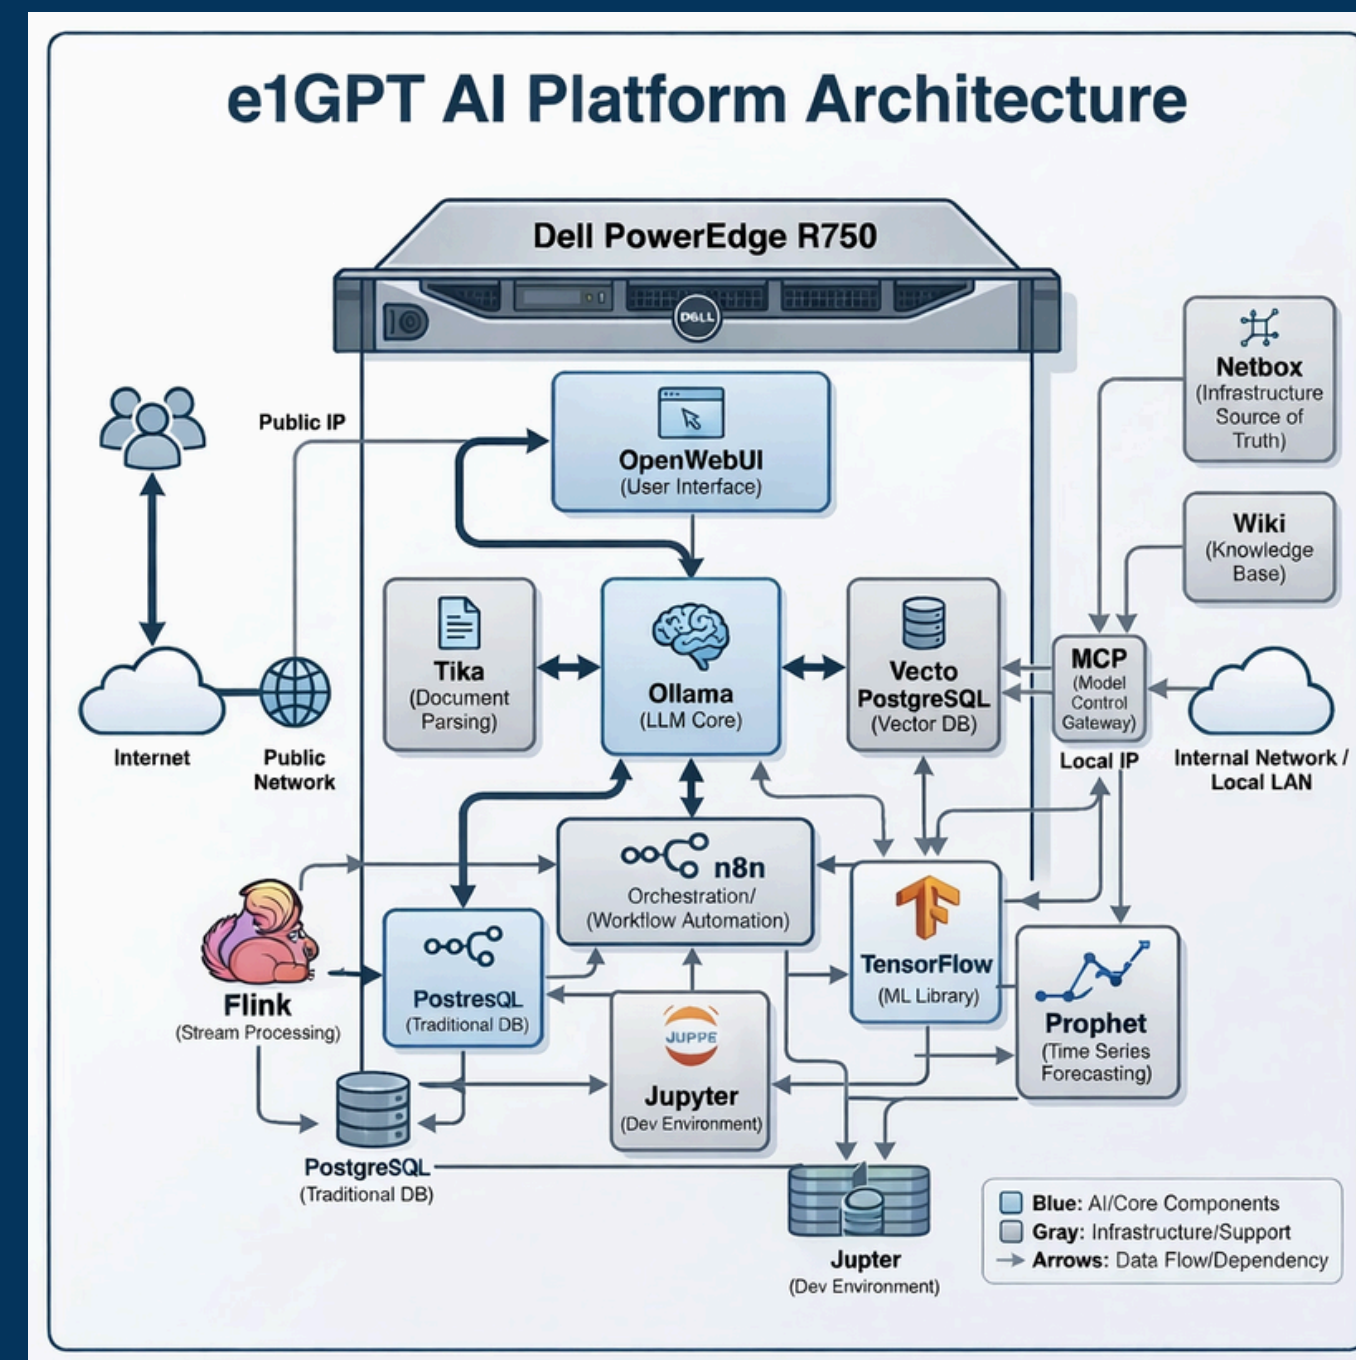 e1GPT AI Platform Architecture
Dell PowerEdge R750
DELL
Netbox
(Infrastructure
Source of
Truth)
Public IP
OpenWebUI
(User Interface)
Wiki
(Knowledge
Base)
Tika
(Document
Parsing)
Ollama
(LLM Core)
Vecto
PostgreSQL
(Vector DB)
MCP
(Model
Control
Gateway)
Local IP
Internet
Public
Network
Internal Network /
Local LAN
n8n
Orchestration/
(Workflow Automation)
Flink
(Stream Processing)
PostresQL
(Traditional DB)
TensorFlow
(ML Library)
JUPPE
Jupyter
(Dev Environment)
Prophet
(Time Series
Forecasting)
PostgreSQL
(Traditional DB)
Jupter
(Dev Environment)
Blue: AI/Core Components
Gray: Infrastructure/Support
Arrows: Data Flow/Dependency